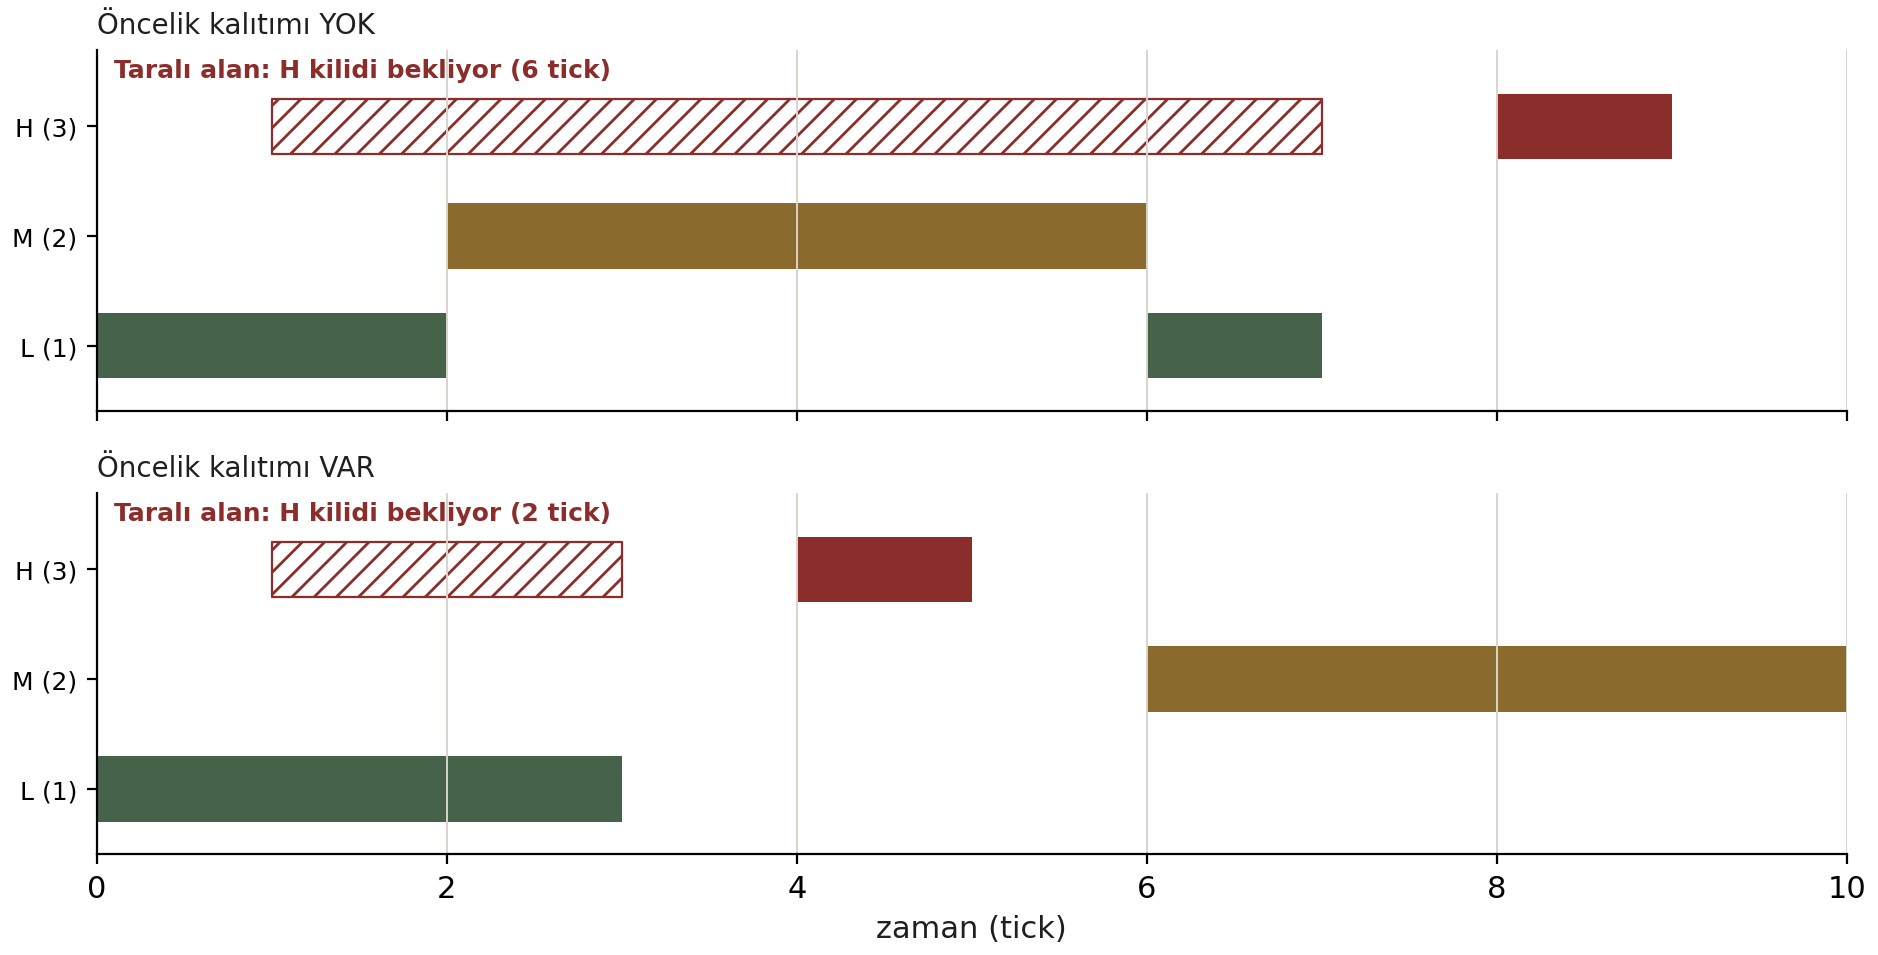 Öncelik kalıtımı YOK
Taralı alan: H kilidi bekliyor (6 tick)
H (3)
M (2)
L (1)
Öncelik kalıtımı VAR
Taralı alan: H kilidi bekliyor (2 tick)
H (3)
M (2)
L (1)
0 2 4 6 8 10
zaman (tick)